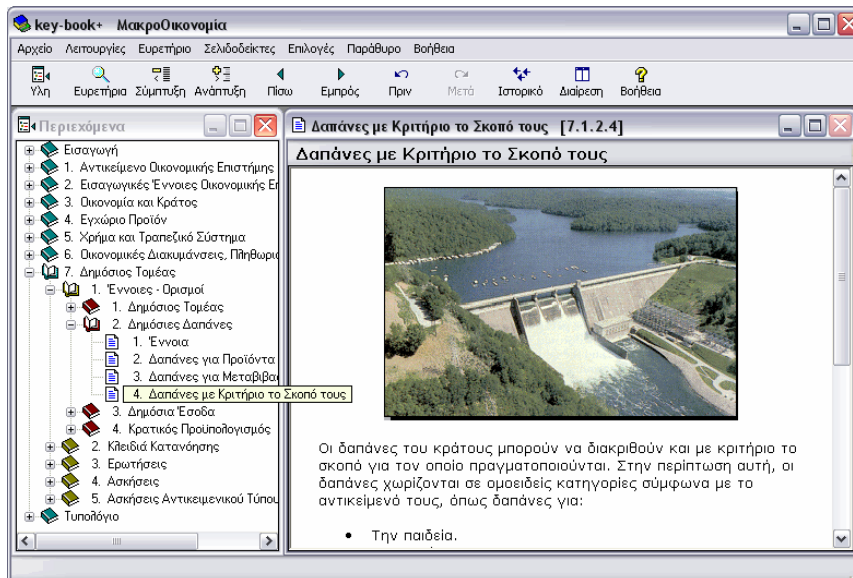 key-book+ ΜακροΟικονομία
Αρχείο Λειτουργίες Ευρετήριο Σελιδοδείκτες Επιλογές Παράθυρο Βοήθεια
Ύλη Ευρετήρια Σύμπτυξη Ανάπτυξη Πίσω Εμπρός Πριν Μετά Ιστορικό Διαίρεση Βοήθεια
Περιεχόμενα
Εισαγωγή
1. Αντικείμενο Οικονομικής Επιστήμης
2. Εισαγωγικές Έννοιες Οικονομικής Επ
3. Οικονομία και Κράτος
4. Εγχώριο Προϊόν
5. Χρήμα και Τραπεζικό Σύστημα
6. Οικονομικές Διακυμάνσεις, Πληθωρισ
7. Δημόσιος Τομέας
1. Έννοιες - Ορισμοί
1. Δημόσιος Τομέας
2. Δημόσιες Δαπάνες
1. Έννοια
2. Δαπάνες για Προϊόντα
3. Δαπάνες για Μεταβιβασ
4. Δαπάνες με Κριτήριο το Σκοπό τους
3. Δημόσια Έσοδα
4. Κρατικός Προϋπολογισμός
2. Κλειδιά Κατανόησης
3. Ερωτήσεις
4. Ασκήσεις
5. Ασκήσεις Αντικειμενικού Τύπου
Τυπολόγιο
Δαπάνες με Κριτήριο το Σκοπό τους [7.1.2.4]
Δαπάνες με Κριτήριο το Σκοπό τους
Οι δαπάνες του κράτους μπορούν να διακριθούν και με κριτήριο το
σκοπό για τον οποίο πραγματοποιούνται. Στην περίπτωση αυτή, οι
δαπάνες χωρίζονται σε ομοειδείς κατηγορίες σύμφωνα με το
αντικείμενό τους, όπως δαπάνες για:
• Την παιδεία.